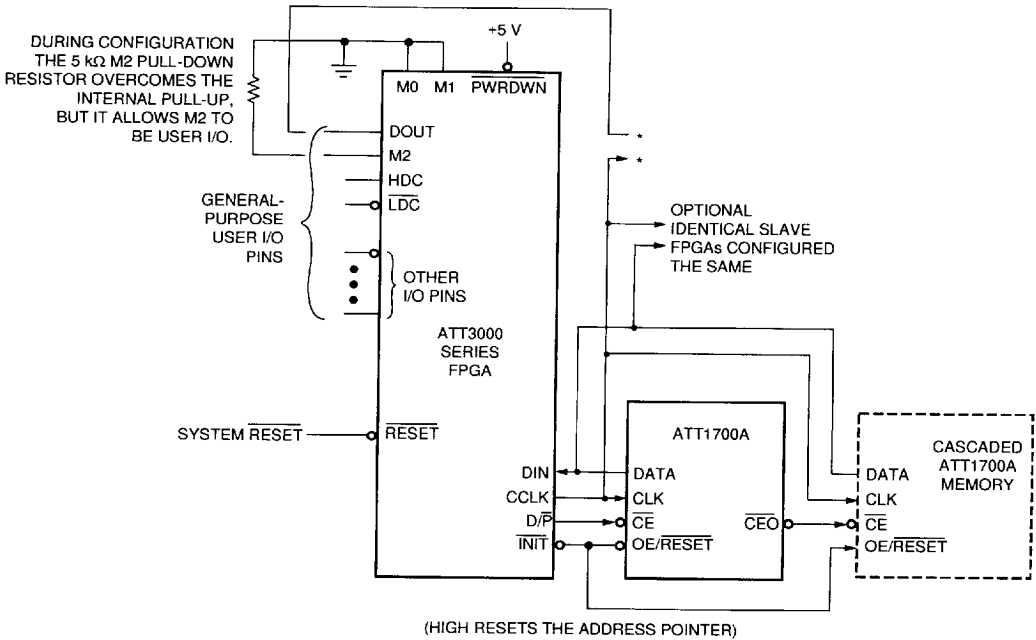 +5 V
DURING CONFIGURATION
THE 5 kΩ M2 PULL-DOWN
RESISTOR OVERCOMES THE
INTERNAL PULL-UP,
BUT IT ALLOWS M2 TO
BE USER I/O.
M0 M1 PWRDWN
DOUT
M2
HDC
LDC
GENERAL-
PURPOSE
USER I/O
PINS
OTHER
I/O PINS
*
*
OPTIONAL
IDENTICAL SLAVE
FPGAs CONFIGURED
THE SAME
ATT3000
SERIES
FPGA
SYSTEM RESET
RESET
DIN
CCLK
D/P
INIT
ATT1700A
DATA
CLK
CE
OE/RESET
CEO
CASCADED
ATT1700A
MEMORY
DATA
CLK
CE
OE/RESET
(HIGH RESETS THE ADDRESS POINTER)